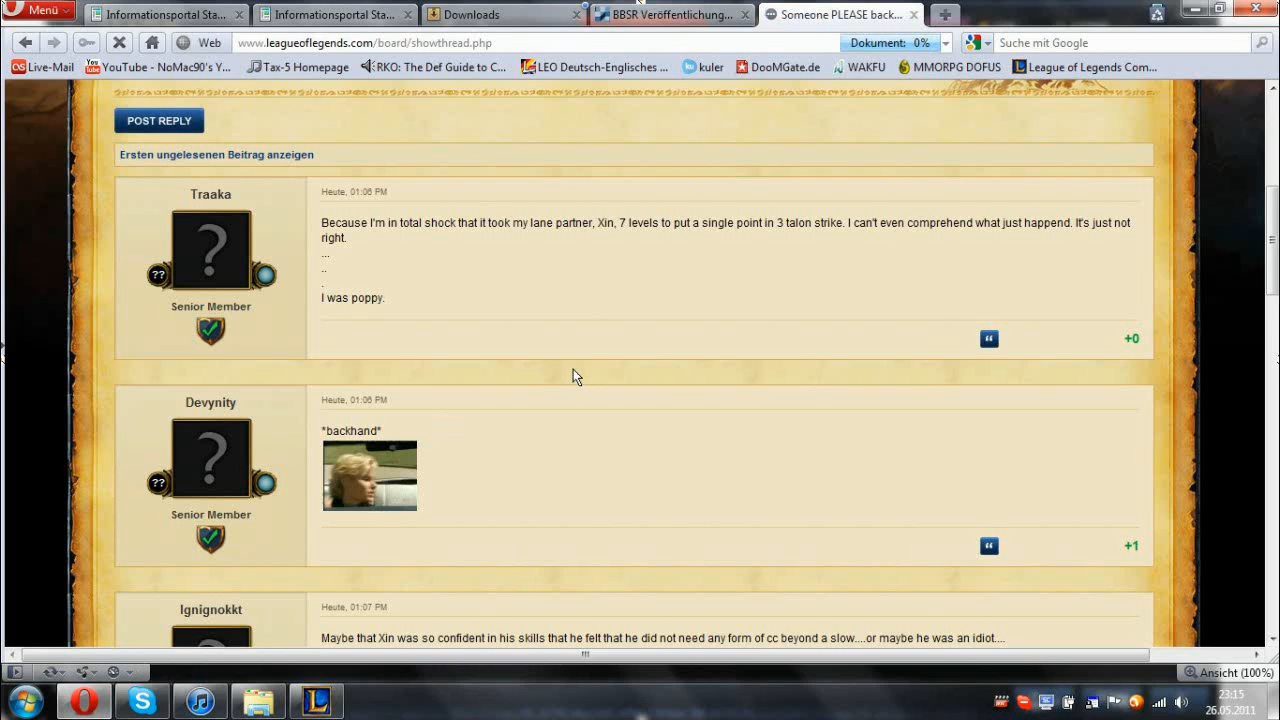 Menü
Informationsportal Sta...
Informationsportal Sta...
Downloads
BBSR Veröffentlichung...
Someone PLEASE back...
Web
www.leagueoflegends.com/board/showthread.php
Dokument: 0%
Suche mit Google
Live-Mail
YouTube - NoMac90's Y...
Tax-5 Homepage
RKO: The Def Guide to C...
LEO Deutsch-Englisches ...
kuler
DooMGate.de
WAKFU
MMORPG DOFUS
League of Legends Com...
POST REPLY
Ersten ungelesenen Beitrag anzeigen
Traaka
??
Senior Member
Heute, 01:06 PM
Because I'm in total shock that it took my lane partner, Xin, 7 levels to put a single point in 3 talon strike. I can't even comprehend what just happend. It's just not
right.
...
..
.
I was poppy.
+0
Devynity
??
Senior Member
Heute, 01:06 PM
*backhand*
+1
Ignignokkt
Heute, 01:07 PM
Maybe that Xin was so confident in his skills that he felt that he did not need any form of cc beyond a slow....or maybe he was an idiot....
Ansicht (100%)
23:15
26.05.2011